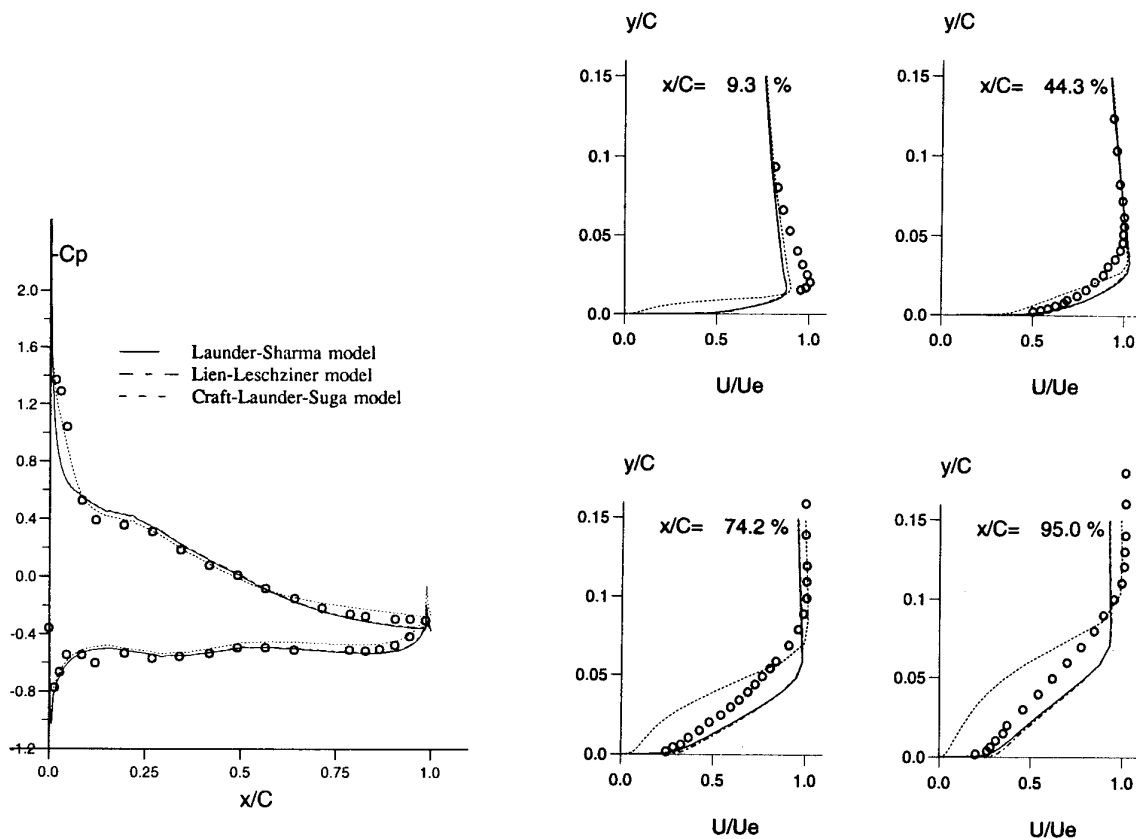 -Cp
2.0
1.6
1.2
0.8
0.4
0.0
-0.4
-0.8
-1.2
0.0
0.25
0.5
0.75
1.0
x/C
Launder-Sharma model
Lien-Leschziner model
Craft-Launder-Suga model
y/C
0.15
0.1
0.05
0.0
x/C= 9.3 %
0.0
0.5
1.0
U/Ue
y/C
0.15
0.1
0.05
0.0
x/C= 44.3 %
0.0
0.5
1.0
U/Ue
y/C
0.15
0.1
0.05
0.0
x/C= 74.2 %
0.0
0.5
1.0
U/Ue
y/C
0.15
0.1
0.05
0.0
x/C= 95.0 %
0.0
0.5
1.0
U/Ue